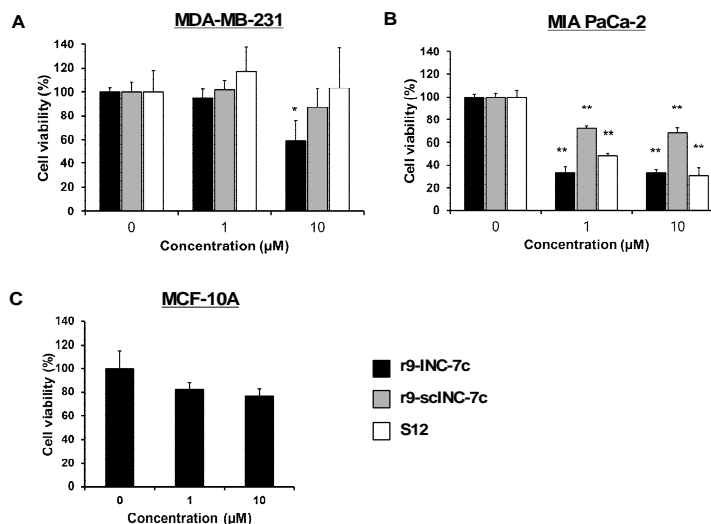 A
MDA-MB-231
140
120
100
80
60
40
20
0
Cell viability (%)
*
0 1 10
Concentration (µM)
B
MIA PaCa-2
140
120
100
80
60
40
20
0
Cell viability (%)
** ** **
** ** **
0 1 10
Concentration (µM)
C
MCF-10A
140
120
100
80
60
40
20
0
Cell viability (%)
0 1 10
Concentration (µM)
r9-INC-7c
r9-scINC-7c
S12